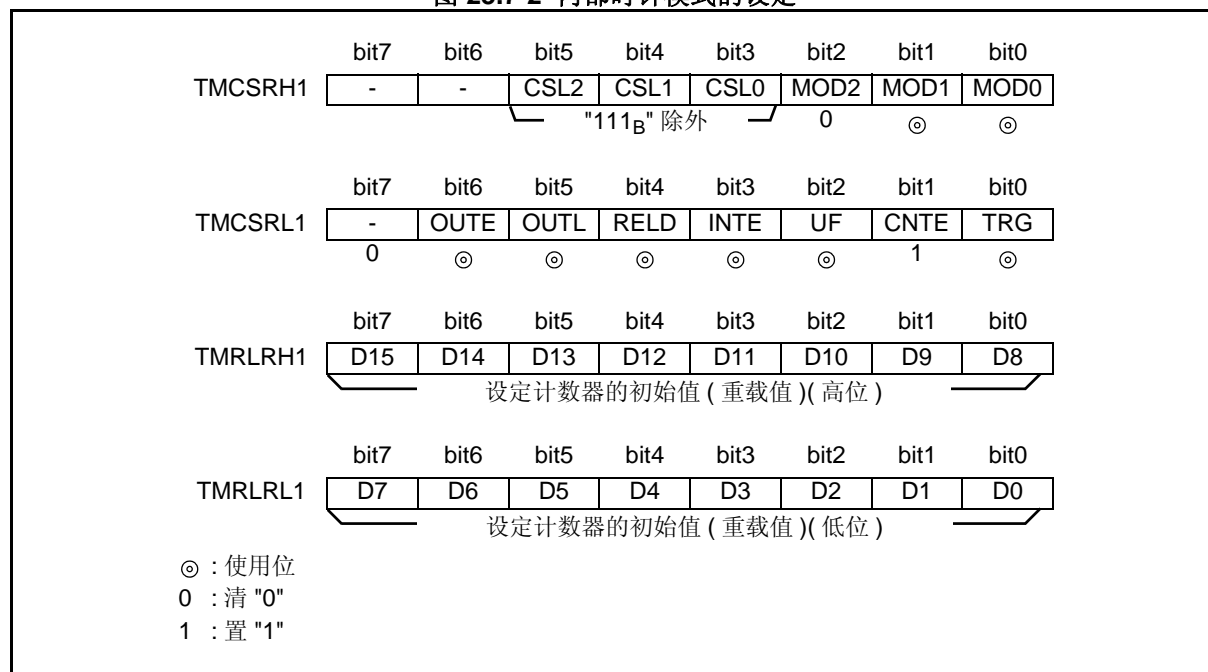 图 23.7-2 内部时钟模式的设定
bit7 bit6 bit5 bit4 bit3 bit2 bit1 bit0
TMCSRH1 - - CSL2 CSL1 CSL0 MOD2 MOD1 MOD0
"111B" 除外 0 ◎ ◎
bit7 bit6 bit5 bit4 bit3 bit2 bit1 bit0
TMCSRL1 - OUTE OUTL RELD INTE UF CNTE TRG
0 ◎ ◎ ◎ ◎ ◎ 1 ◎
bit7 bit6 bit5 bit4 bit3 bit2 bit1 bit0
TMRLRH1 D15 D14 D13 D12 D11 D10 D9 D8
设定计数器的初始值 ( 重载值 )( 高位 )
bit7 bit6 bit5 bit4 bit3 bit2 bit1 bit0
TMRLRL1 D7 D6 D5 D4 D3 D2 D1 D0
设定计数器的初始值 ( 重载值 )( 低位 )
◎ : 使用位
0 : 清 "0"
1 : 置 "1"